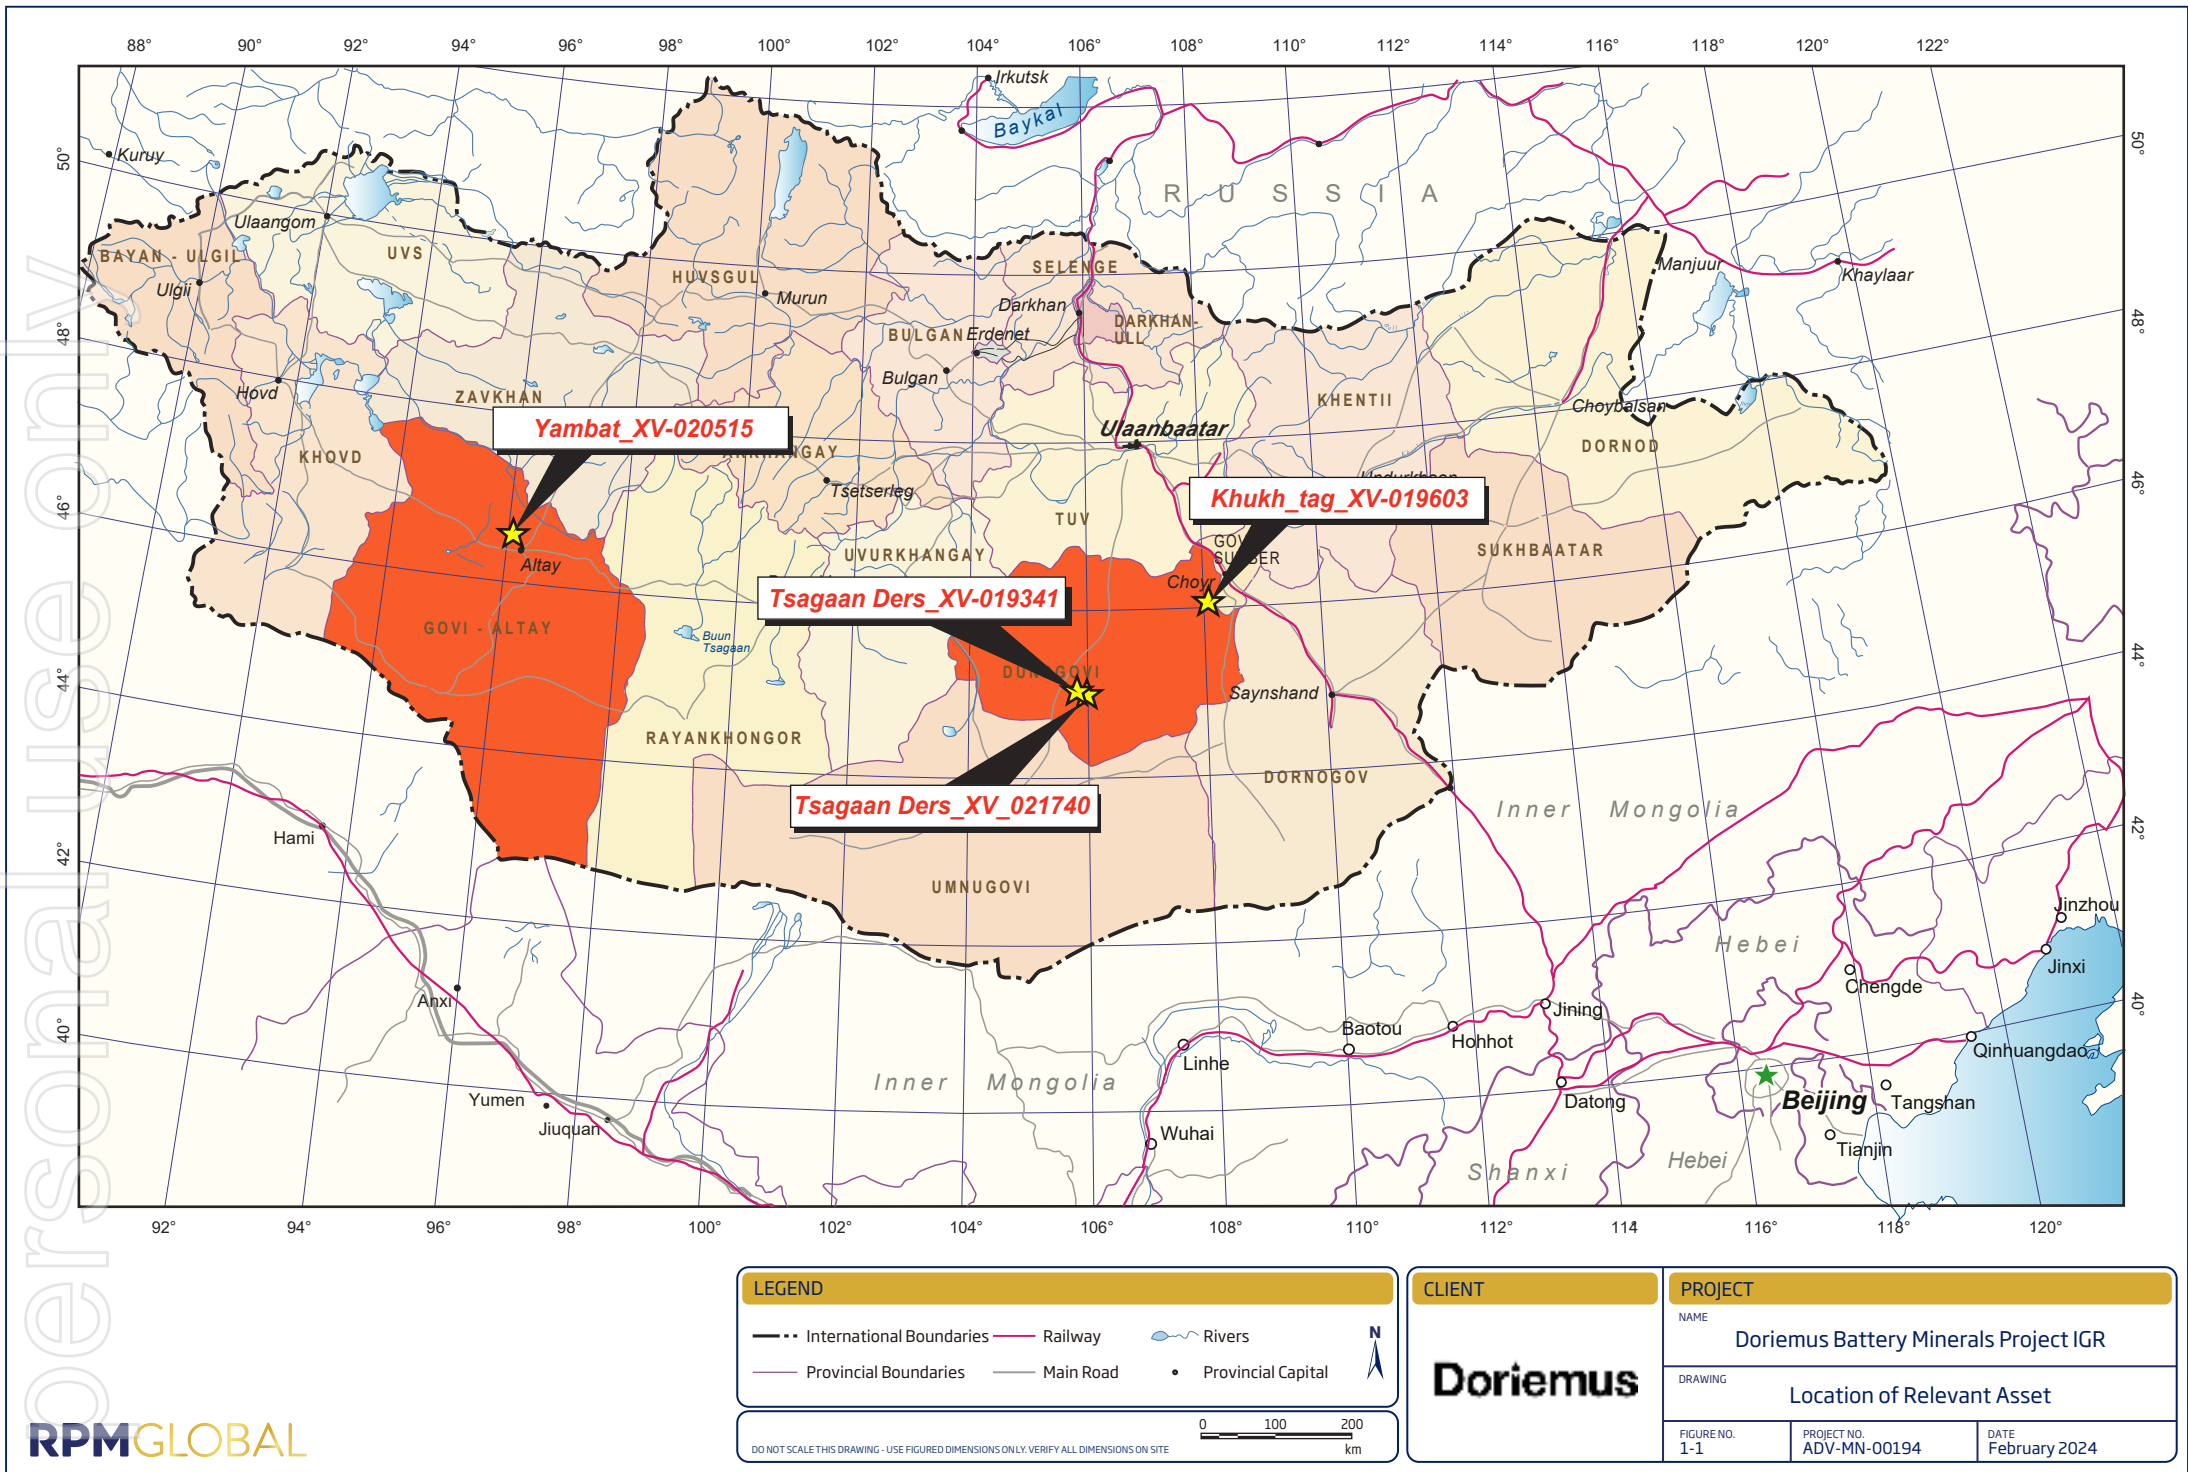 88° 90° 92° 94° 96° 98° 100° 102° 104° 106° 108° 110° 112° 114° 116° 118° 120° 122°
Irkutsk
Baykal
Kuruy
50°
50°
R U S S I A
Ulaangom
UVS
BAYAN - ULGIL
Ulgii
HUVSGUL
Murun
SELENGE
Manjuur
Khaylaar
Darkhan
DARKHAN-
ULL
BULGAN
Erdenet
48°
48°
Bulgan
Hovd
ZAVKHAN
KHENTII
Choybalsan
Yambat_XV-020515
Ulaanbaatar
DORNOD
KHOVD
Tsetserleg
46°
46°
Khukh_tag_XV-019603
TUV
UVURKHANGAY
SUKHBAATAR
Altay
Choyr
Tsagaan Ders_XV-019341
GOVI - ALTAY
Buun
Tsagaan
44°
44°
Saynshand
RAYANKHONGOR
DORNOGOV
Tsagaan Ders_XV_021740
Inner Mongolia
Hami
42°
42°
UMNUGOVI
Jinzhou
Hebei
Jinxi
Anxi
Chengde
40°
40°
Jining
Baotou
Hohhot
Linhe
Qinhuangdao
Inner Mongolia
Yumen
Datong
Beijing
Tangshan
Jiuquan
Wuhai
Tianjin
Shanxi
Hebei
92° 94° 96° 98° 100° 102° 104° 106° 108° 110° 112° 114° 116° 118° 120°
personal use only
LEGEND
International Boundaries
Railway
Rivers
N
Provincial Boundaries
Main Road
Provincial Capital
DO NOT SCALE THIS DRAWING - USE FIGURED DIMENSIONS ONLY. VERIFY ALL DIMENSIONS ON SITE
0 100 200
km
CLIENT
Doriemus
PROJECT
NAME
Doriemus Battery Minerals Project IGR
DRAWING
Location of Relevant Asset
FIGURE NO.
1-1
PROJECT NO.
ADV-MN-00194
DATE
February 2024
RPMGLOBAL